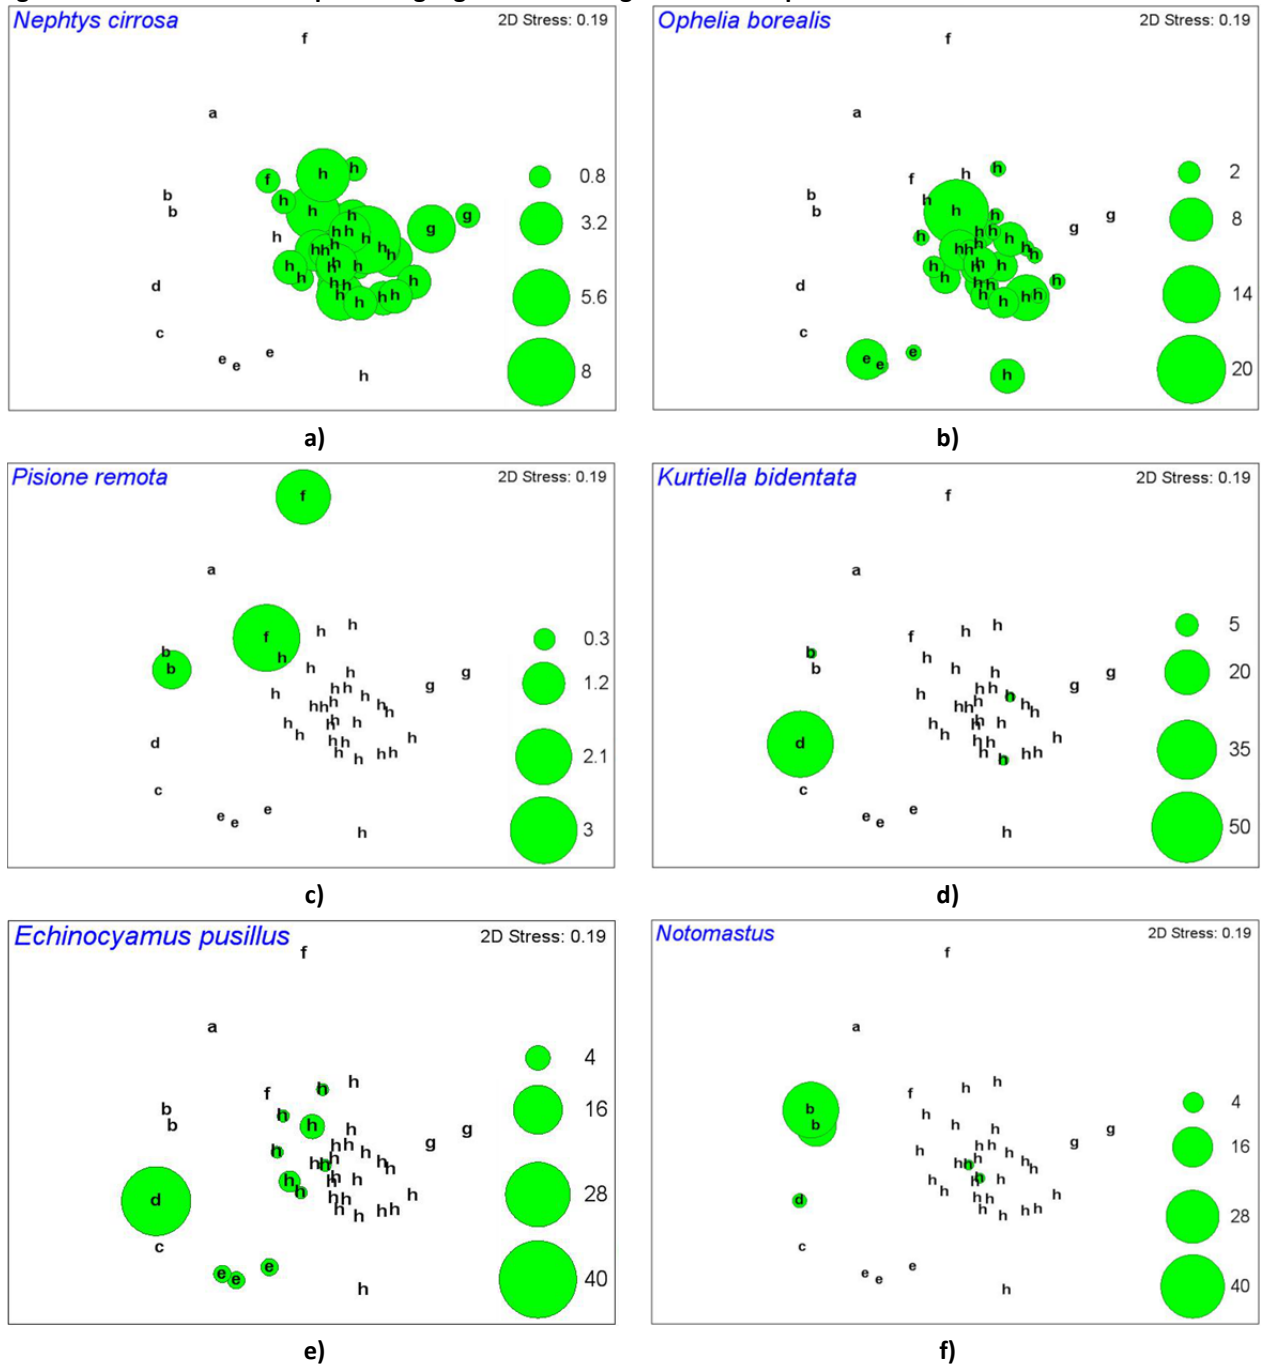 Nephtys cirrosa
2D Stress: 0.19
f
a
h h
f
0.8
b h
b h h g
g
3.2
h h h h
h h h h h
h h h h
h h h
d h h
h h h
h
5.6
c
e e e
h
8
a)
Ophelia borealis
2D Stress: 0.19
f
a
h h
f
2
b h
b h h g
g
8
h h h h
h h h h h
h h h h
h h h
d h h
h h h
h
14
c
e e e
h
20
b)
Pisione remota
2D Stress: 0.19
f
a
h h
f
0.3
b h
b h h g
g
1.2
h h h h
h h h h h
h h h h
h h h
d h h
h h h
h
2.1
c
e e e
h
3
c)
Kurtiella bidentata
2D Stress: 0.19
f
a
h h
f
5
b h
b h h g
g
20
h h h h
h h h h h
h h h h
h h h
d h h
h h h
h
35
c
e e e
h
50
d)
Echinocyamus pusillus
2D Stress: 0.19
f
a
4
h h
f
b h
16
b h h g
g
h h h h
h h h h h
h h h h
h h h
d h h
28
h h h
h
c
e e e
40
h
e)
Notomastus
2D Stress: 0.19
f
a
h h
f
4
b h
b h h g
g
16
h h h h
h h h h h
h h h h
h h h
d h h
h h h
h
28
c
e e e
h
40
f)